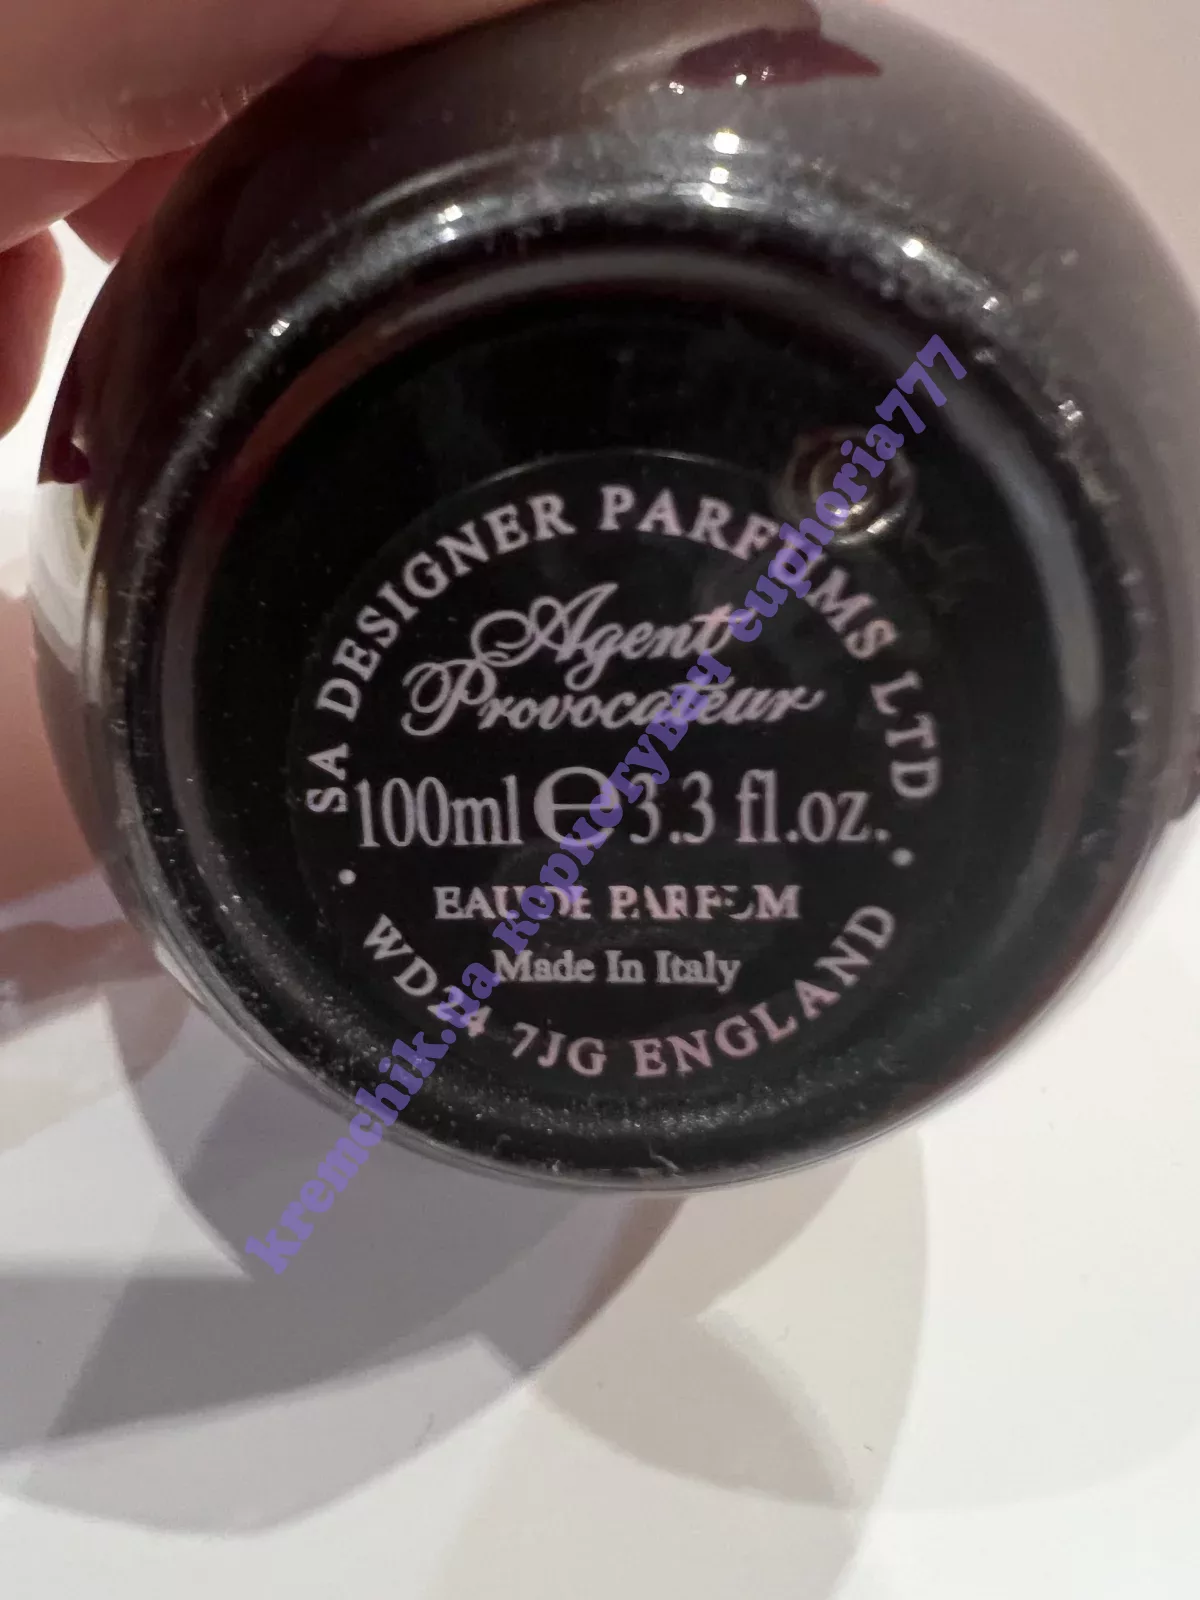 SA DESIGNER PARFUMS LTD
Agent
Provocateur
100ml ℮ 3.3 fl.oz.
EAU DE PARFUM
Made In Italy
• WD24 7JG ENGLAND •
kremchik.ua користувач euphoria777